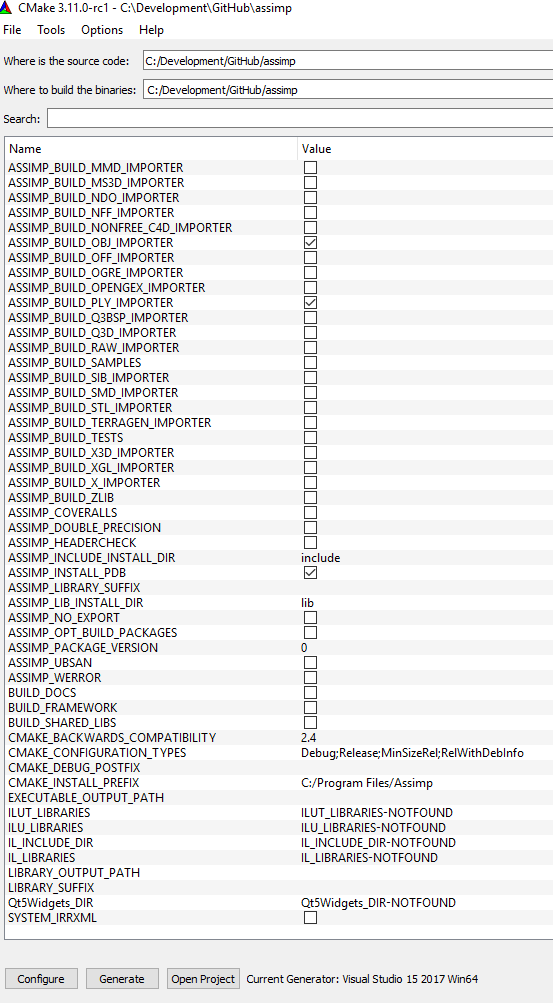 CMake 3.11.0-rc1 - C:\Development\GitHub\assimp
File Tools Options Help
Where is the source code: C:/Development/GitHub/assimp
Where to build the binaries: C:/Development/GitHub/assimp
Search:
Name Value
ASSIMP_BUILD_MMD_IMPORTER
ASSIMP_BUILD_MS3D_IMPORTER
ASSIMP_BUILD_NDO_IMPORTER
ASSIMP_BUILD_NFF_IMPORTER
ASSIMP_BUILD_NONFREE_C4D_IMPORTER
ASSIMP_BUILD_OBJ_IMPORTER
ASSIMP_BUILD_OFF_IMPORTER
ASSIMP_BUILD_OGRE_IMPORTER
ASSIMP_BUILD_OPENGEX_IMPORTER
ASSIMP_BUILD_PLY_IMPORTER
ASSIMP_BUILD_Q3BSP_IMPORTER
ASSIMP_BUILD_Q3D_IMPORTER
ASSIMP_BUILD_RAW_IMPORTER
ASSIMP_BUILD_SAMPLES
ASSIMP_BUILD_SIB_IMPORTER
ASSIMP_BUILD_SMD_IMPORTER
ASSIMP_BUILD_STL_IMPORTER
ASSIMP_BUILD_TERRAGEN_IMPORTER
ASSIMP_BUILD_TESTS
ASSIMP_BUILD_X3D_IMPORTER
ASSIMP_BUILD_XGL_IMPORTER
ASSIMP_BUILD_X_IMPORTER
ASSIMP_BUILD_ZLIB
ASSIMP_COVERALLS
ASSIMP_DOUBLE_PRECISION
ASSIMP_HEADERCHECK
ASSIMP_INCLUDE_INSTALL_DIR include
ASSIMP_INSTALL_PDB
ASSIMP_LIBRARY_SUFFIX
ASSIMP_LIB_INSTALL_DIR lib
ASSIMP_NO_EXPORT
ASSIMP_OPT_BUILD_PACKAGES
ASSIMP_PACKAGE_VERSION 0
ASSIMP_UBSAN
ASSIMP_WERROR
BUILD_DOCS
BUILD_FRAMEWORK
BUILD_SHARED_LIBS
CMAKE_BACKWARDS_COMPATIBILITY 2.4
CMAKE_CONFIGURATION_TYPES Debug;Release;MinSizeRel;RelWithDebInfo
CMAKE_DEBUG_POSTFIX
CMAKE_INSTALL_PREFIX C:/Program Files/Assimp
EXECUTABLE_OUTPUT_PATH
ILUT_LIBRARIES ILUT_LIBRARIES-NOTFOUND
ILU_LIBRARIES ILU_LIBRARIES-NOTFOUND
IL_INCLUDE_DIR IL_INCLUDE_DIR-NOTFOUND
IL_LIBRARIES IL_LIBRARIES-NOTFOUND
LIBRARY_OUTPUT_PATH
LIBRARY_SUFFIX
Qt5Widgets_DIR Qt5Widgets_DIR-NOTFOUND
SYSTEM_IRRXML
Configure Generate Open Project Current Generator: Visual Studio 15 2017 Win64